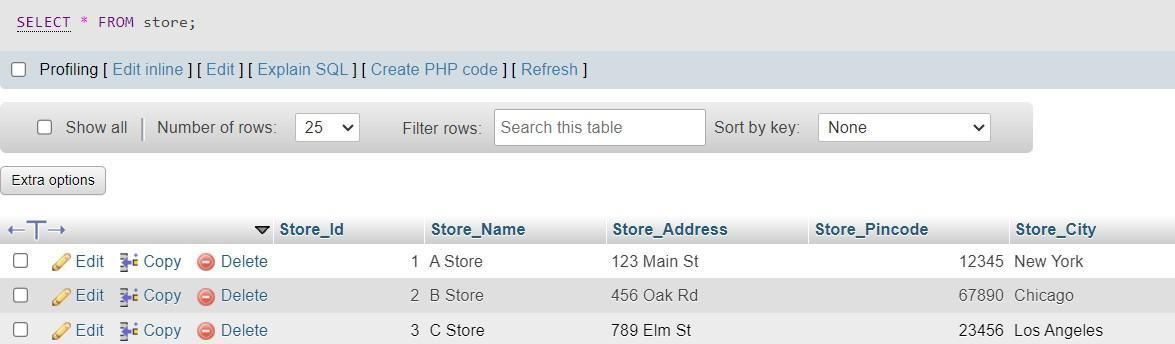 SELECT * FROM store;
Profiling [ Edit inline ] [ Edit ] [ Explain SQL ] [ Create PHP code ] [ Refresh ]
Show all | Number of rows: 25 Filter rows: Search this table Sort by key: None
Extra options
←T→ Store_Id Store_Name Store_Address Store_Pincode Store_City
Edit Copy Delete 1 A Store 123 Main St 12345 New York
Edit Copy Delete 2 B Store 456 Oak Rd 67890 Chicago
Edit Copy Delete 3 C Store 789 Elm St 23456 Los Angeles